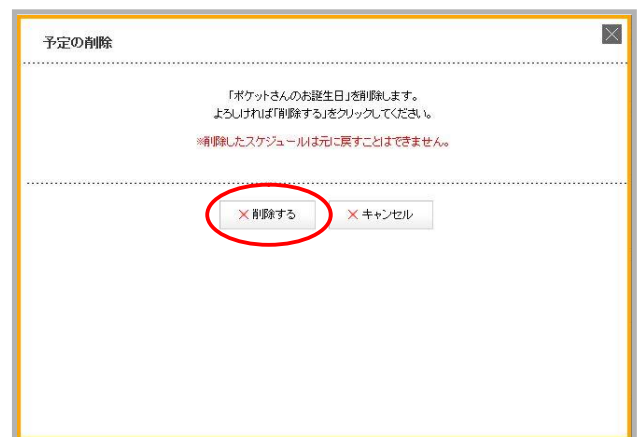 予定の削除
「ポケットさんのお誕生日」を削除します。
よろしければ「削除する」をクリックしてください。
※削除したスケジュールは元に戻すことはできません。
×削除する
×キャンセル